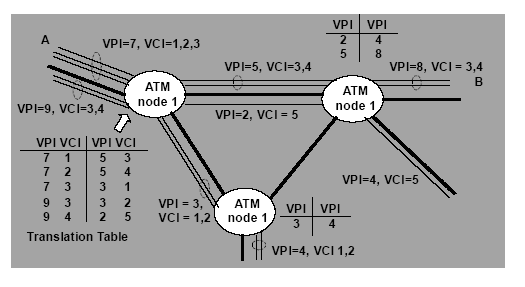 VPI VPI
2 4
5 8
A
VPI=7, VCI=1,2,3
VPI=5, VCI=3,4
VPI=8, VCI = 3,4
B
ATM
node 1
ATM
node 1
VPI=9, VCI=3,4
VPI=2, VCI = 5
VPI VCI VPI VCI
7 1 5 3
7 2 5 4
7 3 3 1
9 3 3 2
9 4 2 5
Translation Table
VPI = 3,
VCI = 1,2
ATM
node 1
VPI=4, VCI=5
VPI VPI
3 4
VPI=4, VCI 1,2